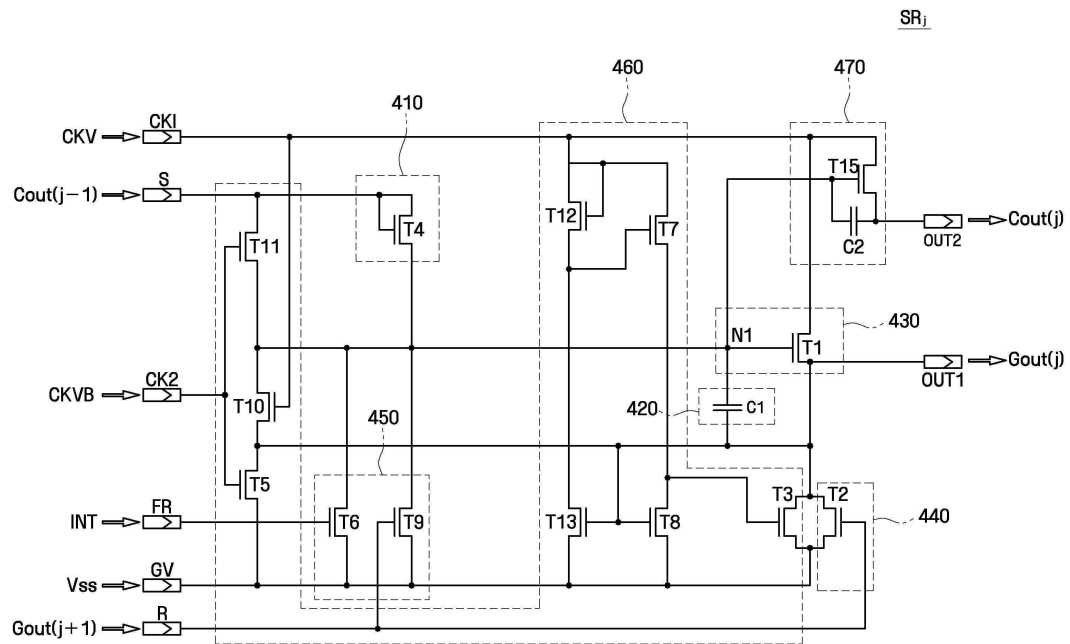 SRj
460
470
410
CKV
CKI
T15
Cout(j−1)
S
T12
T4
T7
Cout(j)
OUT2
C2
T11
430
N1
T1
Gout(j)
OUT1
CKVB
CK2
T10
450
420
C1
T5
T3
T2
INT
FR
T6
T9
T13
T8
440
Vss
GV
Gout(j+1)
R